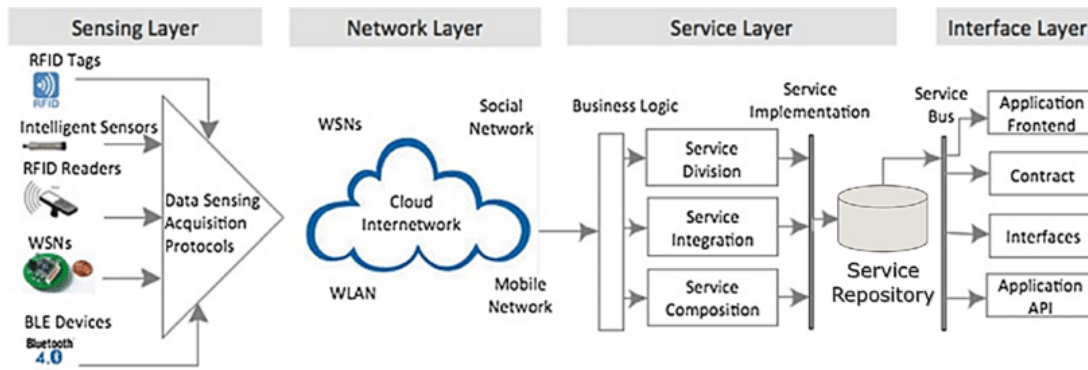 Sensing Layer
Network Layer
Service Layer
Interface Layer
RFID Tags
RFID
Intelligent Sensors
RFID Readers
WSNs
BLE Devices
Bluetooth
4.0
Data Sensing
Acquisition
Protocols
WSNs
Social
Network
Cloud
Internetwork
WLAN
Mobile
Network
Business Logic
Service
Division
Service
Integration
Service
Composition
Service
Implementation
Service
Repository
Service
Bus
Application
Frontend
Contract
Interfaces
Application
API